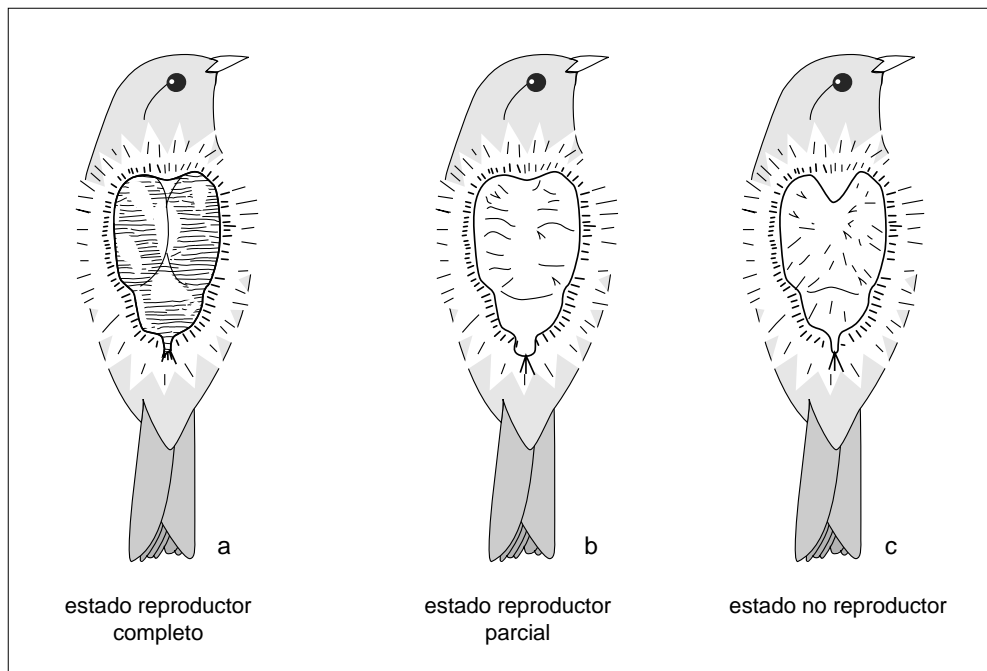 a
b
c
estado reproductor
completo
estado reproductor
parcial
estado no reproductor